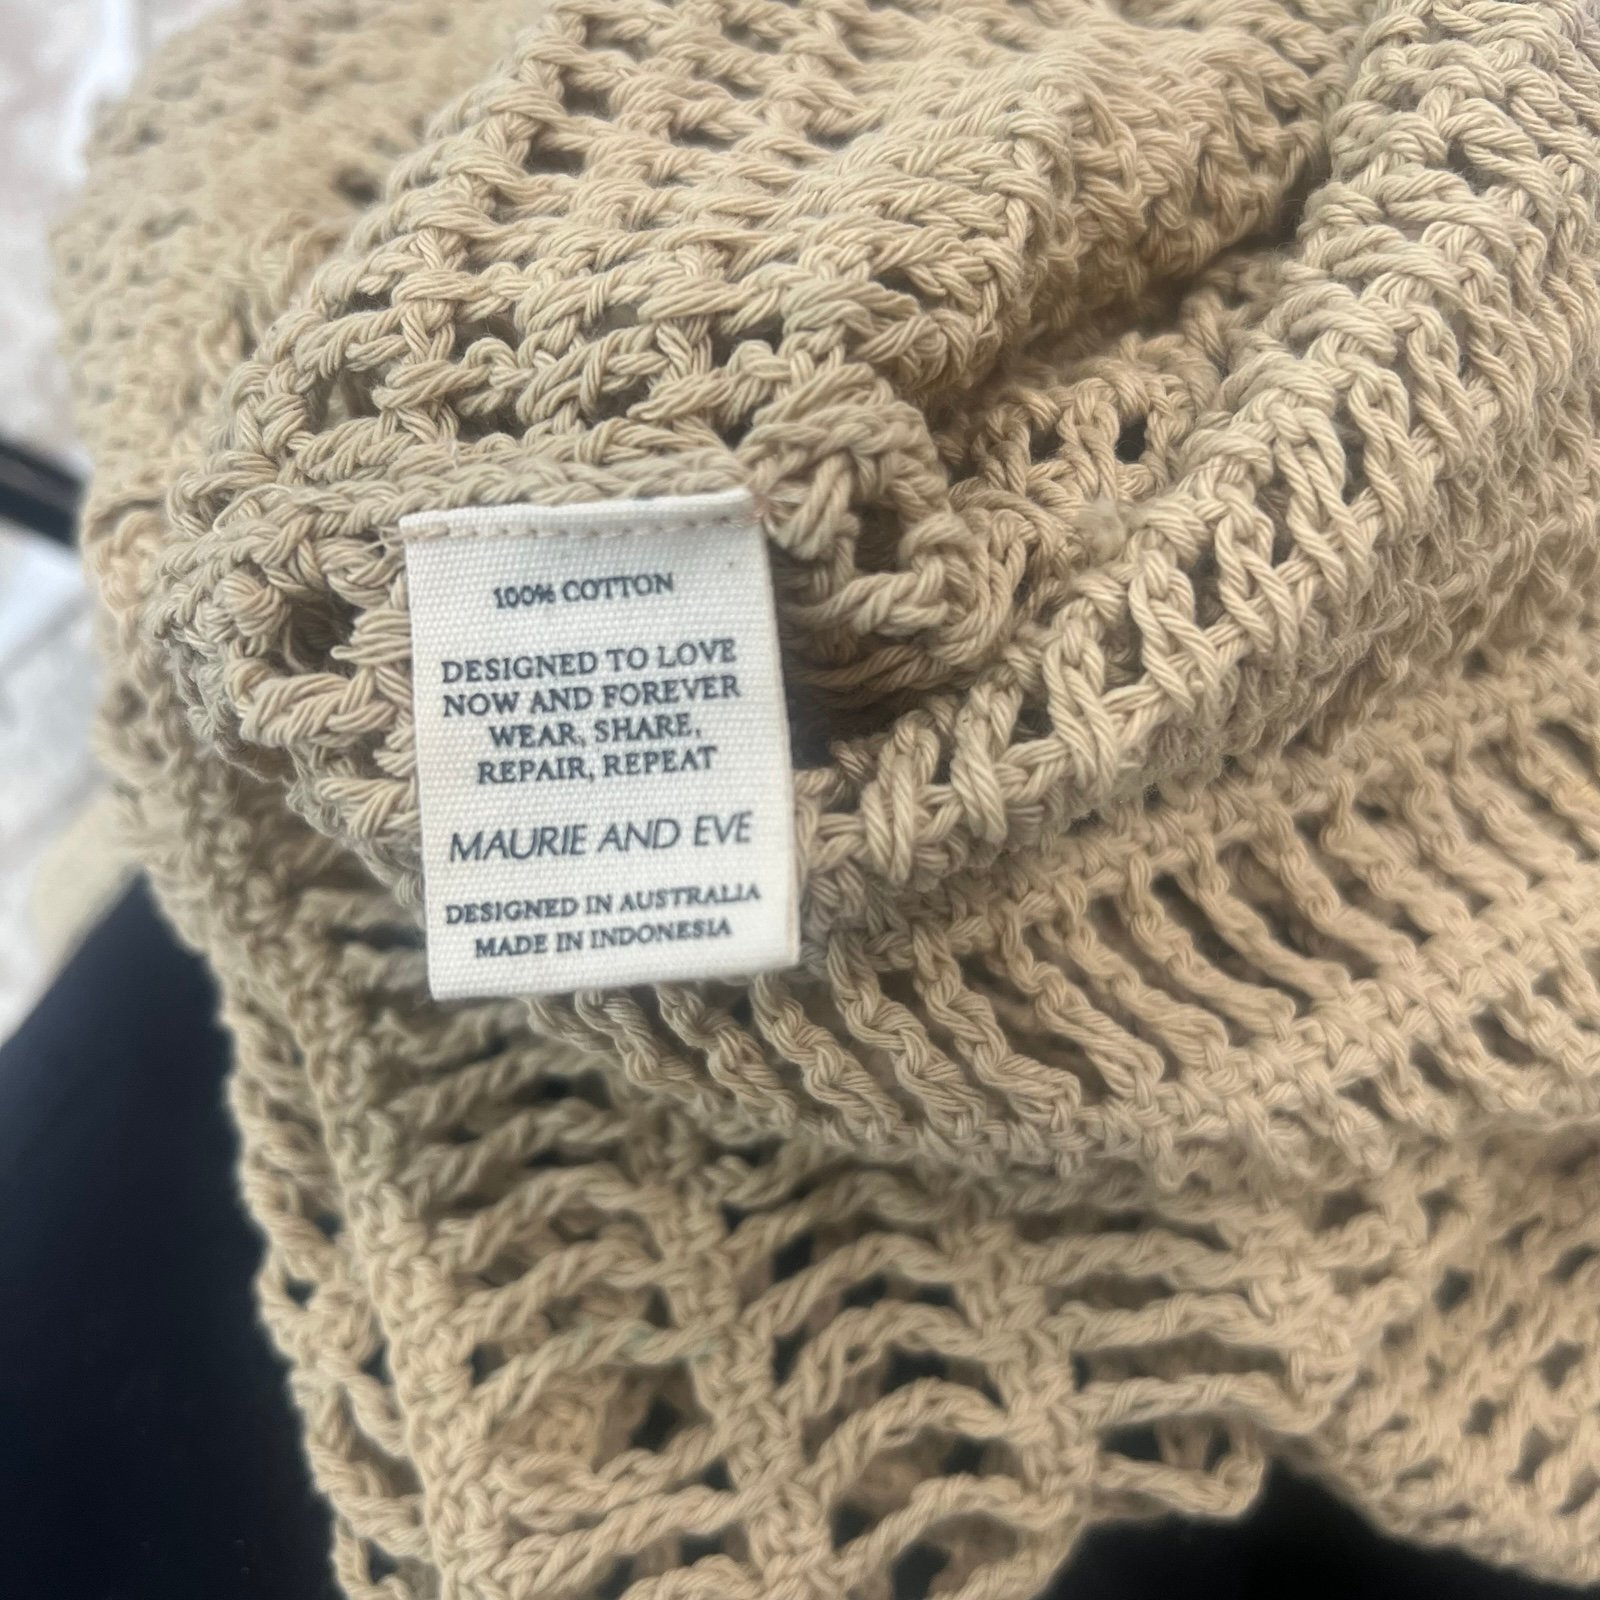 100% COTTON
DESIGNED TO LOVE
NOW AND FOREVER
WEAR, SHARE,
REPAIR, REPEAT
MAURIE AND EVE
DESIGNED IN AUSTRALIA
MADE IN INDONESIA